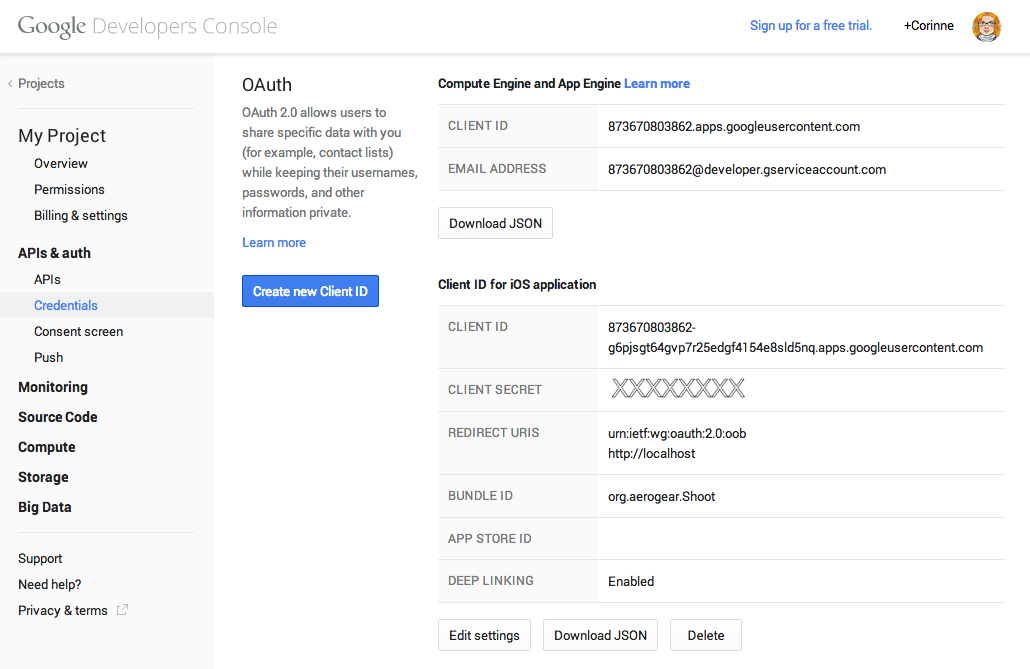 Google Developers Console
Sign up for a free trial.
+Corinne
Projects
My Project
Overview
Permissions
Billing & settings
APIs & auth
APIs
Credentials
Consent screen
Push
Monitoring
Source Code
Compute
Storage
Big Data
Support
Need help?
Privacy & terms
OAuth
OAuth 2.0 allows users to
share specific data with you
(for example, contact lists)
while keeping their usernames,
passwords, and other
information private.
Learn more
Create new Client ID
Compute Engine and App Engine Learn more
CLIENT ID 873670803862.apps.googleusercontent.com
EMAIL ADDRESS 873670803862@developer.gserviceaccount.com
Download JSON
Client ID for iOS application
CLIENT ID 873670803862-
g6pjsgt64gvp7r25edgf4154e8sld5nq.apps.googleusercontent.com
CLIENT SECRET XXXXXXXX
REDIRECT URIS urn:ietf:wg:oauth:2.0:oob
http://localhost
BUNDLE ID org.aerogear.Shoot
APP STORE ID
DEEP LINKING Enabled
Edit settings Download JSON Delete